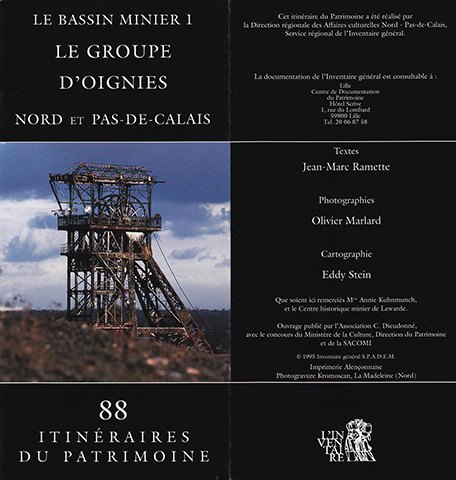 LE BASSIN MINIER 1
LE GROUPE
D'OIGNIES
NORD ET PAS-DE-CALAIS
88
ITINÉRAIRES
DU PATRIMOINE
Cet itinéraire du Patrimoine a été réalisé par
la Direction régionale des Affaires culturelles Nord - Pas-de-Calais,
Service régional de l'Inventaire général.
La documentation de l'Inventaire général est consultable à :
Lille
Centre de Documentation
du Patrimoine
Hôtel Scrive
1, rue du Lombard
59800 Lille
Tel. 20 06 87 58
Textes
Jean-Marc Ramette
Photographies
Olivier Marlard
Cartographie
Eddy Stein
Que soient ici remerciés Mme Annie Kuhnmunch,
et le Centre historique minier de Lewarde.
Ouvrage publié par l'Association C. Dieudonné,
avec le concours du Ministère de la Culture, Direction du Patrimoine
et de la SACOMI
© 1995 Inventaire général S.P.A.D.E.M.
Imprimerie Alençonnaise
Photogravure Kromoscan, La Madeleine (Nord)
L'IN
VEN
TAI
RE